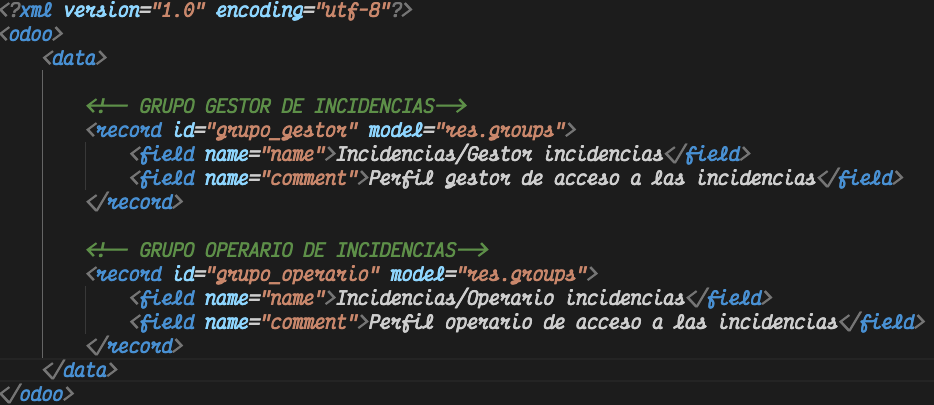 <?xml version="1.0" encoding="utf-8"?>
<odoo>
<data>
<!-- GRUPO GESTOR DE INCIDENCIAS-->
<record id="grupo_gestor" model="res.groups">
<field name="name">Incidencias/Gestor incidencias</field>
<field name="comment">Perfil gestor de acceso a las incidencias</field>
</record>
<!-- GRUPO OPERARIO DE INCIDENCIAS-->
<record id="grupo_operario" model="res.groups">
<field name="name">Incidencias/Operario incidencias</field>
<field name="comment">Perfil operario de acceso a las incidencias</field>
</record>
</data>
</odoo>